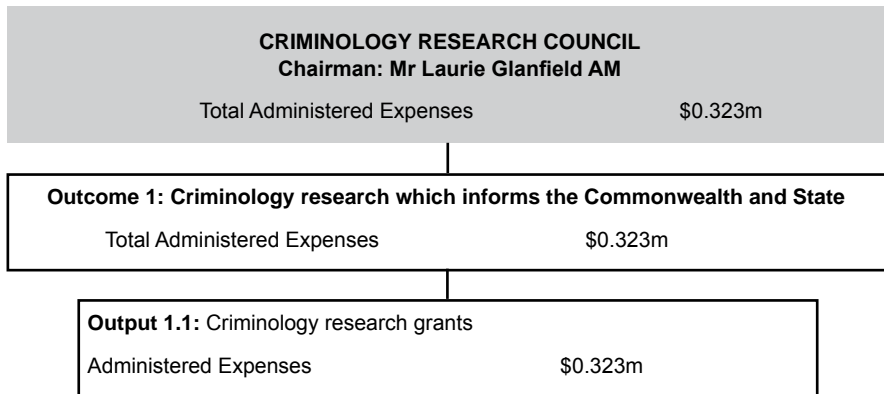 CRIMINOLOGY RESEARCH COUNCIL
Chairman: Mr Laurie Glanfield AM
Total Administered Expenses $0.323m
Outcome 1: Criminology research which informs the Commonwealth and State
Total Administered Expenses $0.323m
Output 1.1: Criminology research grants
Administered Expenses $0.323m